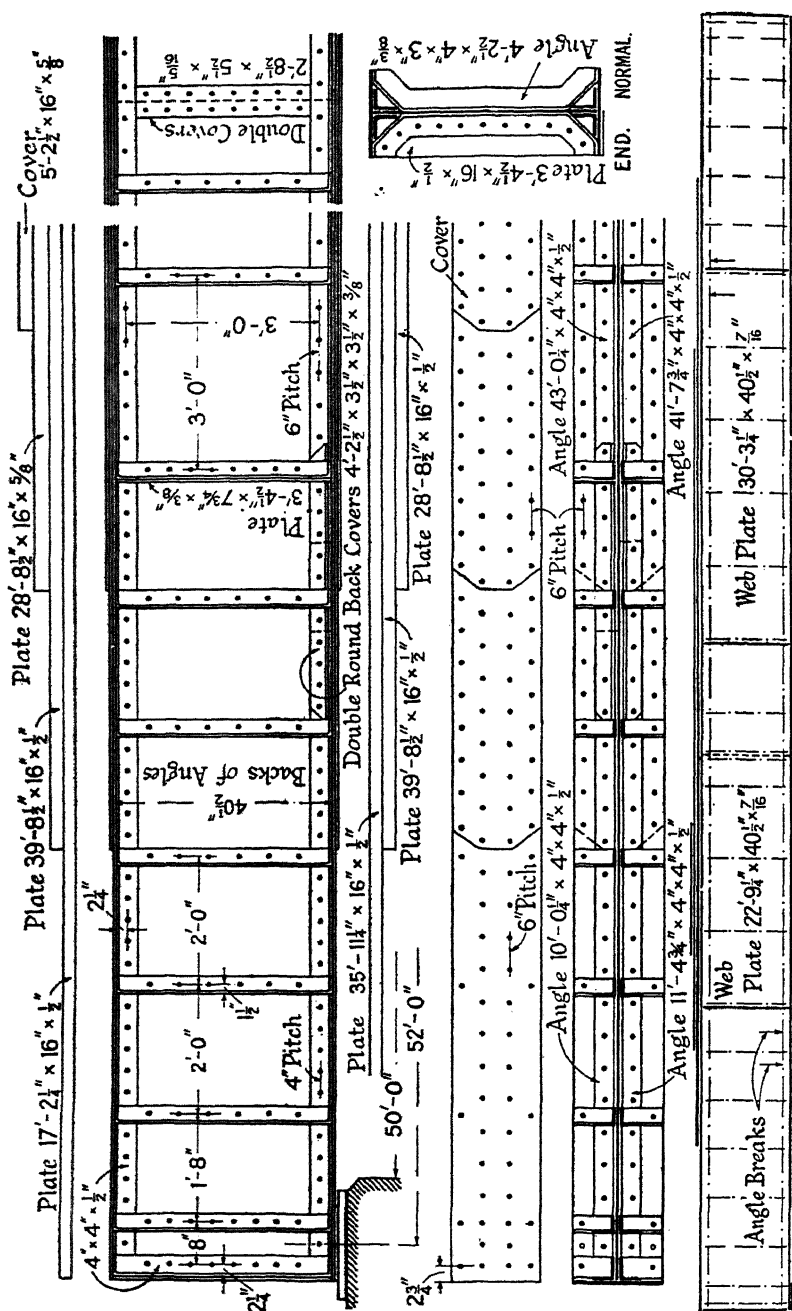 Cover
5'-2½" × 16" × ⅝"
Plate 28'-8½" × 16" × ⅝"
Plate 39'-8½" × 16" × ½"
Plate 17'-2¼" × 16" × ½"
2'-8½" × 5½" × 5/16"
Double Covers
3'-0"
3'-0"
6" Pitch
3'-4½" × 7¾" × ⅜"
Plate
Backs of Angles
40½"
2¼"
2'-0"
1½"
2'-0"
4" Pitch
1'-8"
8"
4" × 4" × ½"
2¼"
Double Round Back Covers 4'-2½" × 3½" × 3½" × ⅜"
Plate 28'-8½" × 16" × ½"
Plate 39'-8½" × 16" × ½"
Plate 35'-11¼" × 16" × ½"
52'-0"
50'-0"
Angle 4'-2½" × 4" × 3" × ⅜"
Plate 3'-4½" × 16" × ½"
END. NORMAL.
Cover
6" Pitch
6" Pitch
2¾"
Angle 43'-0¼" × 4" × 4" × ½"
Angle 41'-7¾" × 4" × 4" × ½"
Angle 10'-0¼" × 4" × 4" × ½"
Angle 11'-4¾" × 4" × 4" × ½"
Web Plate 30'-3¼" × 40½" × 7/16"
Web
Plate 22'-9¼" × 40½" × 7/16"
Angle Breaks